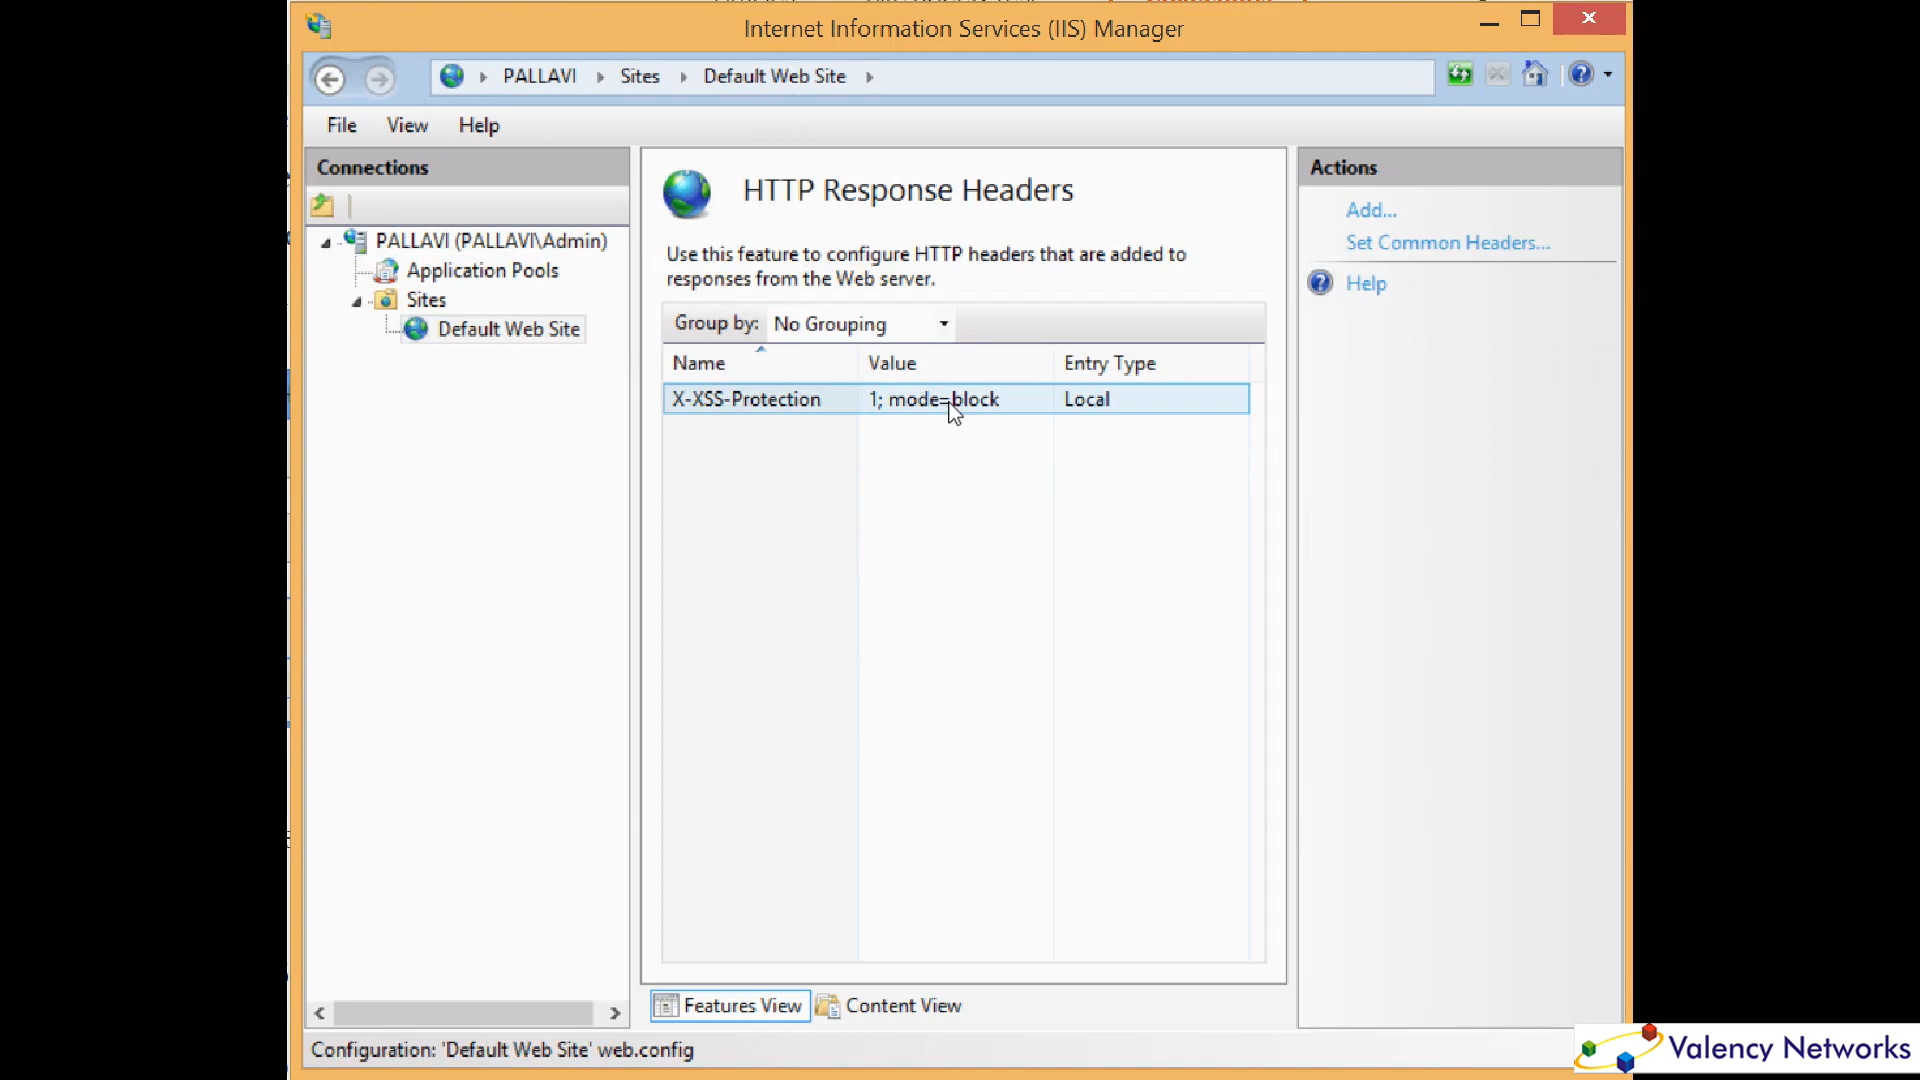 Internet Information Services (IIS) Manager
PALLAVI Sites Default Web Site
File View Help
Connections
PALLAVI (PALLAVI\Admin)
Application Pools
Sites
Default Web Site
HTTP Response Headers
Use this feature to configure HTTP headers that are added to
responses from the Web server.
Group by: No Grouping
Name Value Entry Type
X-XSS-Protection 1; mode=block Local
Features View Content View
Actions
Add...
Set Common Headers...
Help
Configuration: 'Default Web Site' web.config
Valency Networks